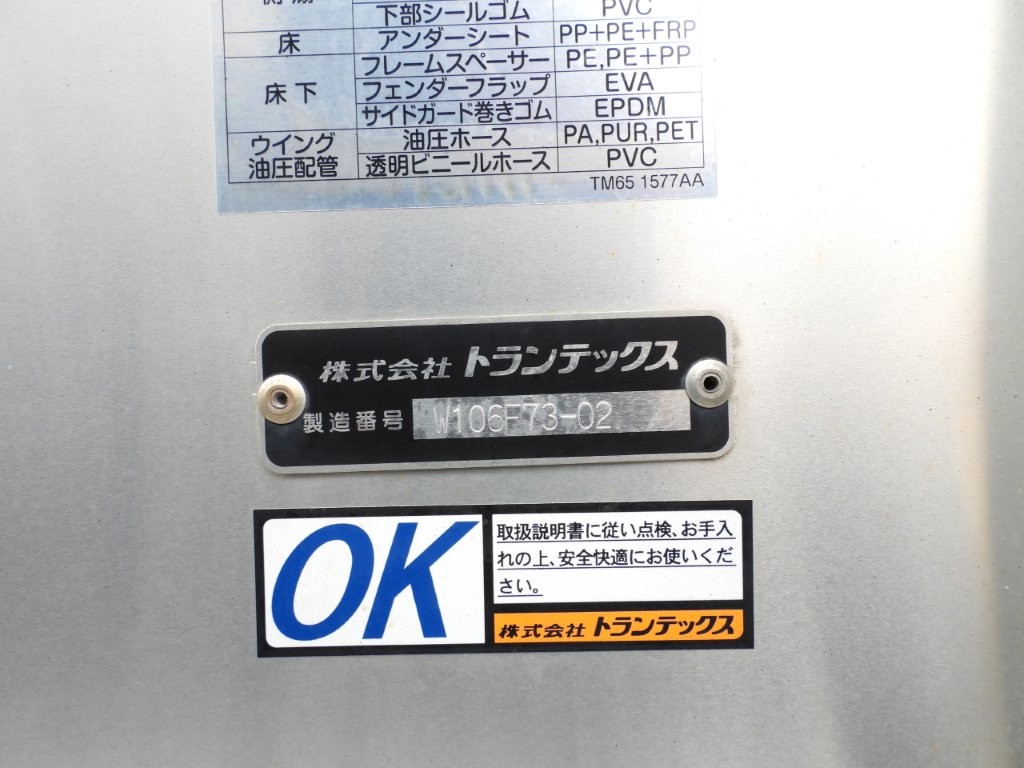 下部シールゴム PVC
床 アンダーシート PP+PE+FRP
床下 フレームスペーサー PE,PE+PP
フェンダーフラップ EVA
サイドガード巻きゴム EPDM
ウイング油圧配管 油圧ホース PA,PUR,PET
透明ビニールホース PVC
TM65 1577AA
株式会社 トランテックス
製造番号 W106F73-02
OK
取扱説明書に従い点検、お手入
れの上、安全快適にお使いくだ
さい。
株式会社 トランテックス